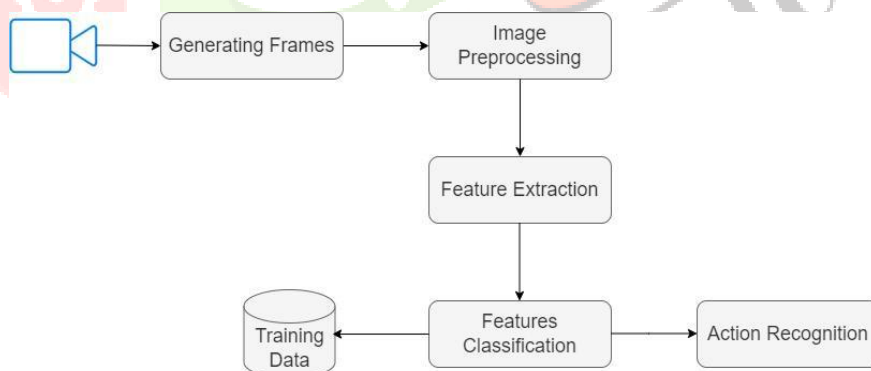 Generating Frames
Image
Preprocessing
Feature Extraction
Features
Classification
Training
Data
Action Recognition